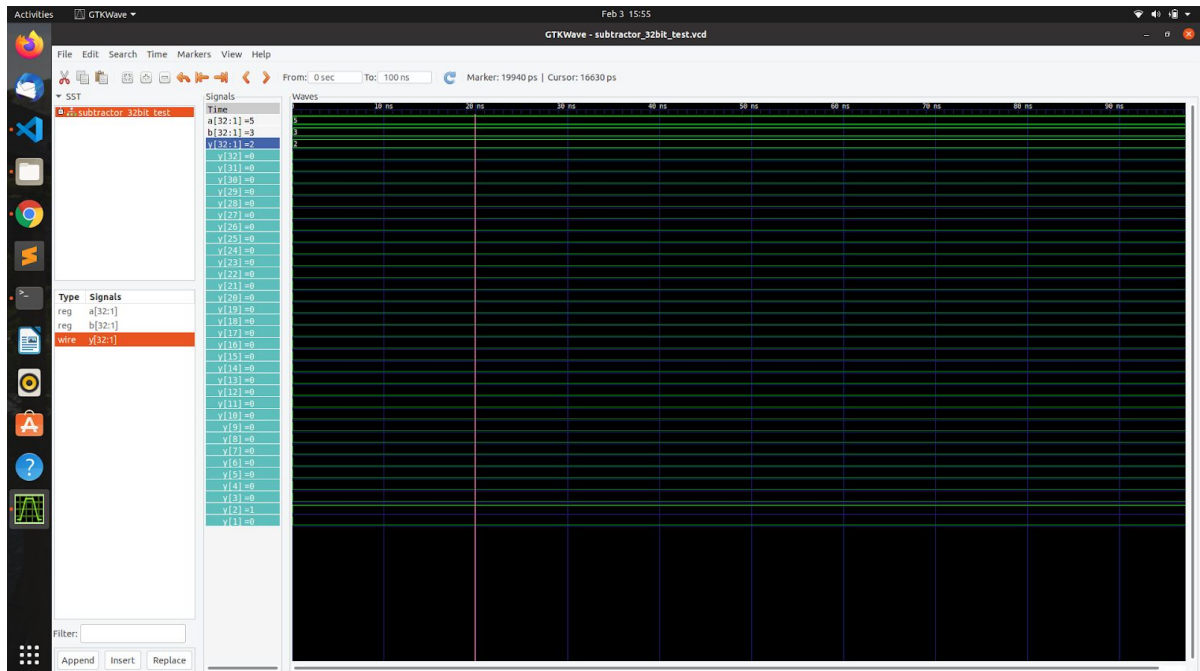 Activities GTKWave Feb 3 15:55
GTKWave - subtractor_32bit_test.vcd
File Edit Search Time Markers View Help
From: 0 sec To: 100 ns Marker: 19940 ps | Cursor: 16630 ps
SST
subtractor_32bit_test
Signals
Waves
Time
10 ns 20 ns 30 ns 40 ns 50 ns 60 ns 70 ns 80 ns 90 ns
a[32:1] =5 5
b[32:1] =3 3
y[32:1] =2 2
y[32] =0
y[31] =0
y[30] =0
y[29] =0
y[28] =0
y[27] =0
y[26] =0
y[25] =0
y[24] =0
y[23] =0
y[22] =0
y[21] =0
y[20] =0
y[19] =0
y[18] =0
y[17] =0
y[16] =0
y[15] =0
y[14] =0
y[13] =0
y[12] =0
y[11] =0
y[10] =0
y[9] =0
y[8] =0
y[7] =0
y[6] =0
y[5] =0
y[4] =0
y[3] =0
y[2] =1
y[1] =0
Type Signals
reg a[32:1]
reg b[32:1]
wire y[32:1]
Filter:
Append Insert Replace